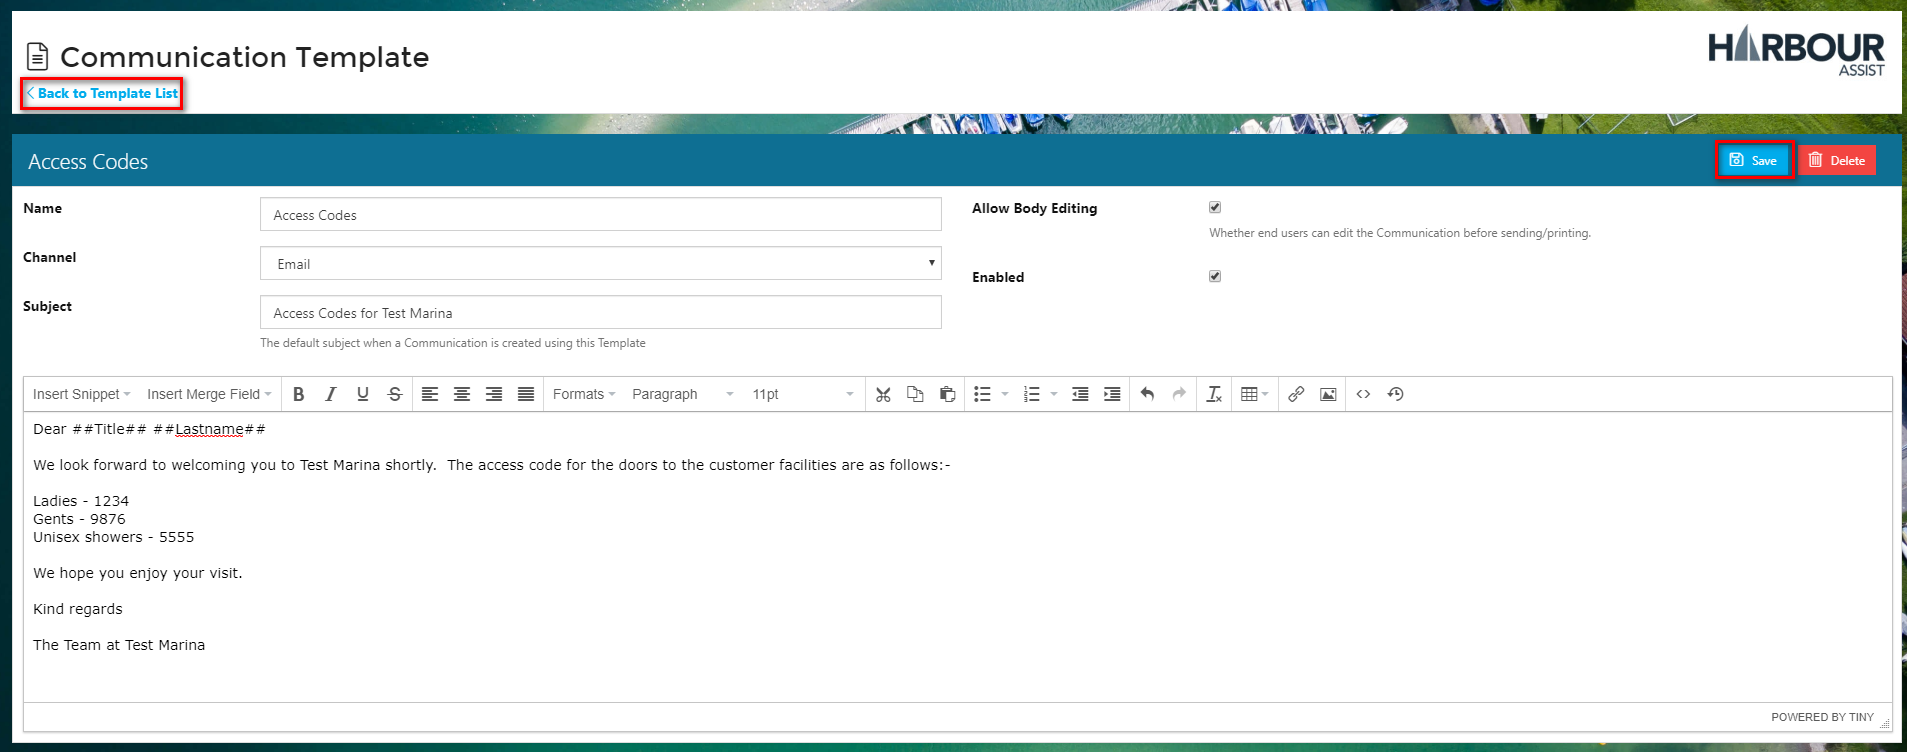 Communication Template
HARBOUR
ASSIST
Back to Template List
Access Codes
Save
Delete
Name
Access Codes
Allow Body Editing
Whether end users can edit the Communication before sending/printing.
Channel
Email
Enabled
Subject
Access Codes for Test Marina
The default subject when a Communication is created using this Template
Insert Snippet Insert Merge Field B I U S Formats Paragraph 11pt
Dear ##Title## ##Lastname##
We look forward to welcoming you to Test Marina shortly.  The access code for the doors to the customer facilities are as follows:-
Ladies - 1234
Gents - 9876
Unisex showers - 5555
We hope you enjoy your visit.
Kind regards
The Team at Test Marina
POWERED BY TINY